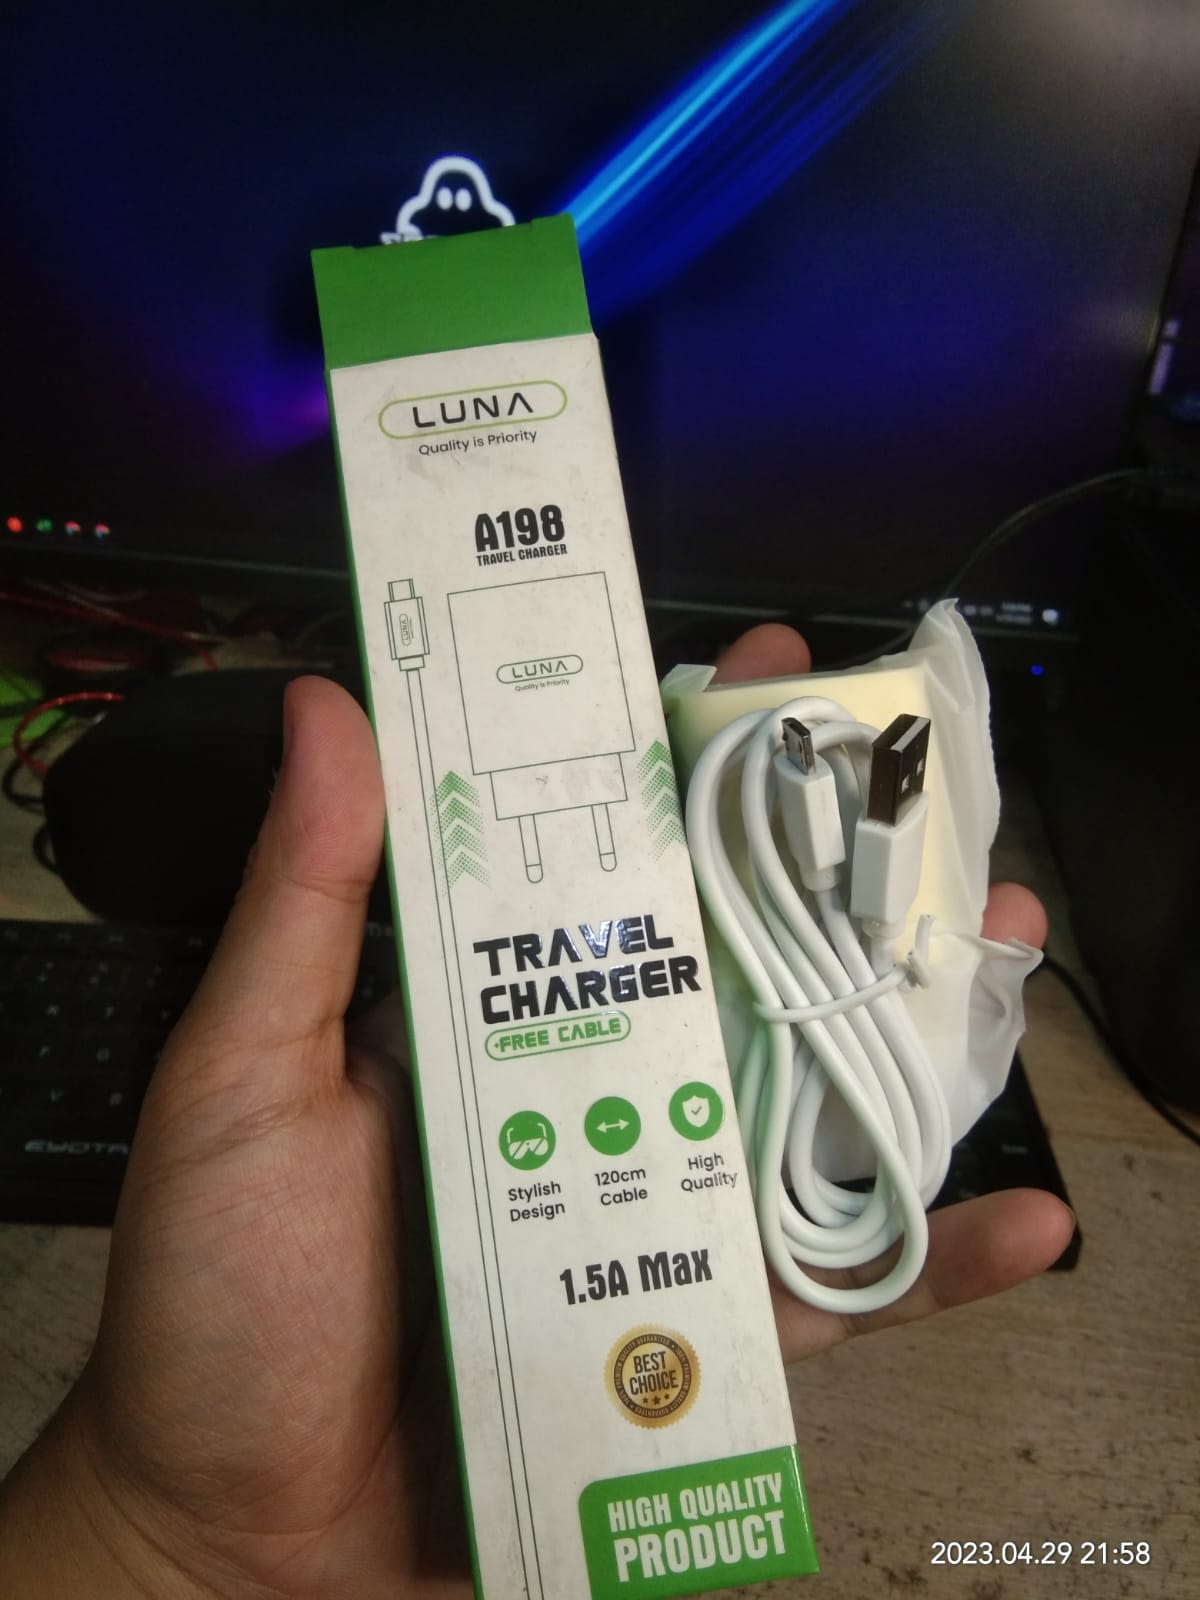 LUNA
Quality is Priority
A198
TRAVEL CHARGER
LUNA
LUNA
Quality is Priority
TRAVEL
CHARGER
+FREE CABLE
Stylish
Design
120cm
Cable
High
Quality
1.5A Max
BEST
CHOICE
HIGH QUALITY
PRODUCT
2023.04.29 21:58